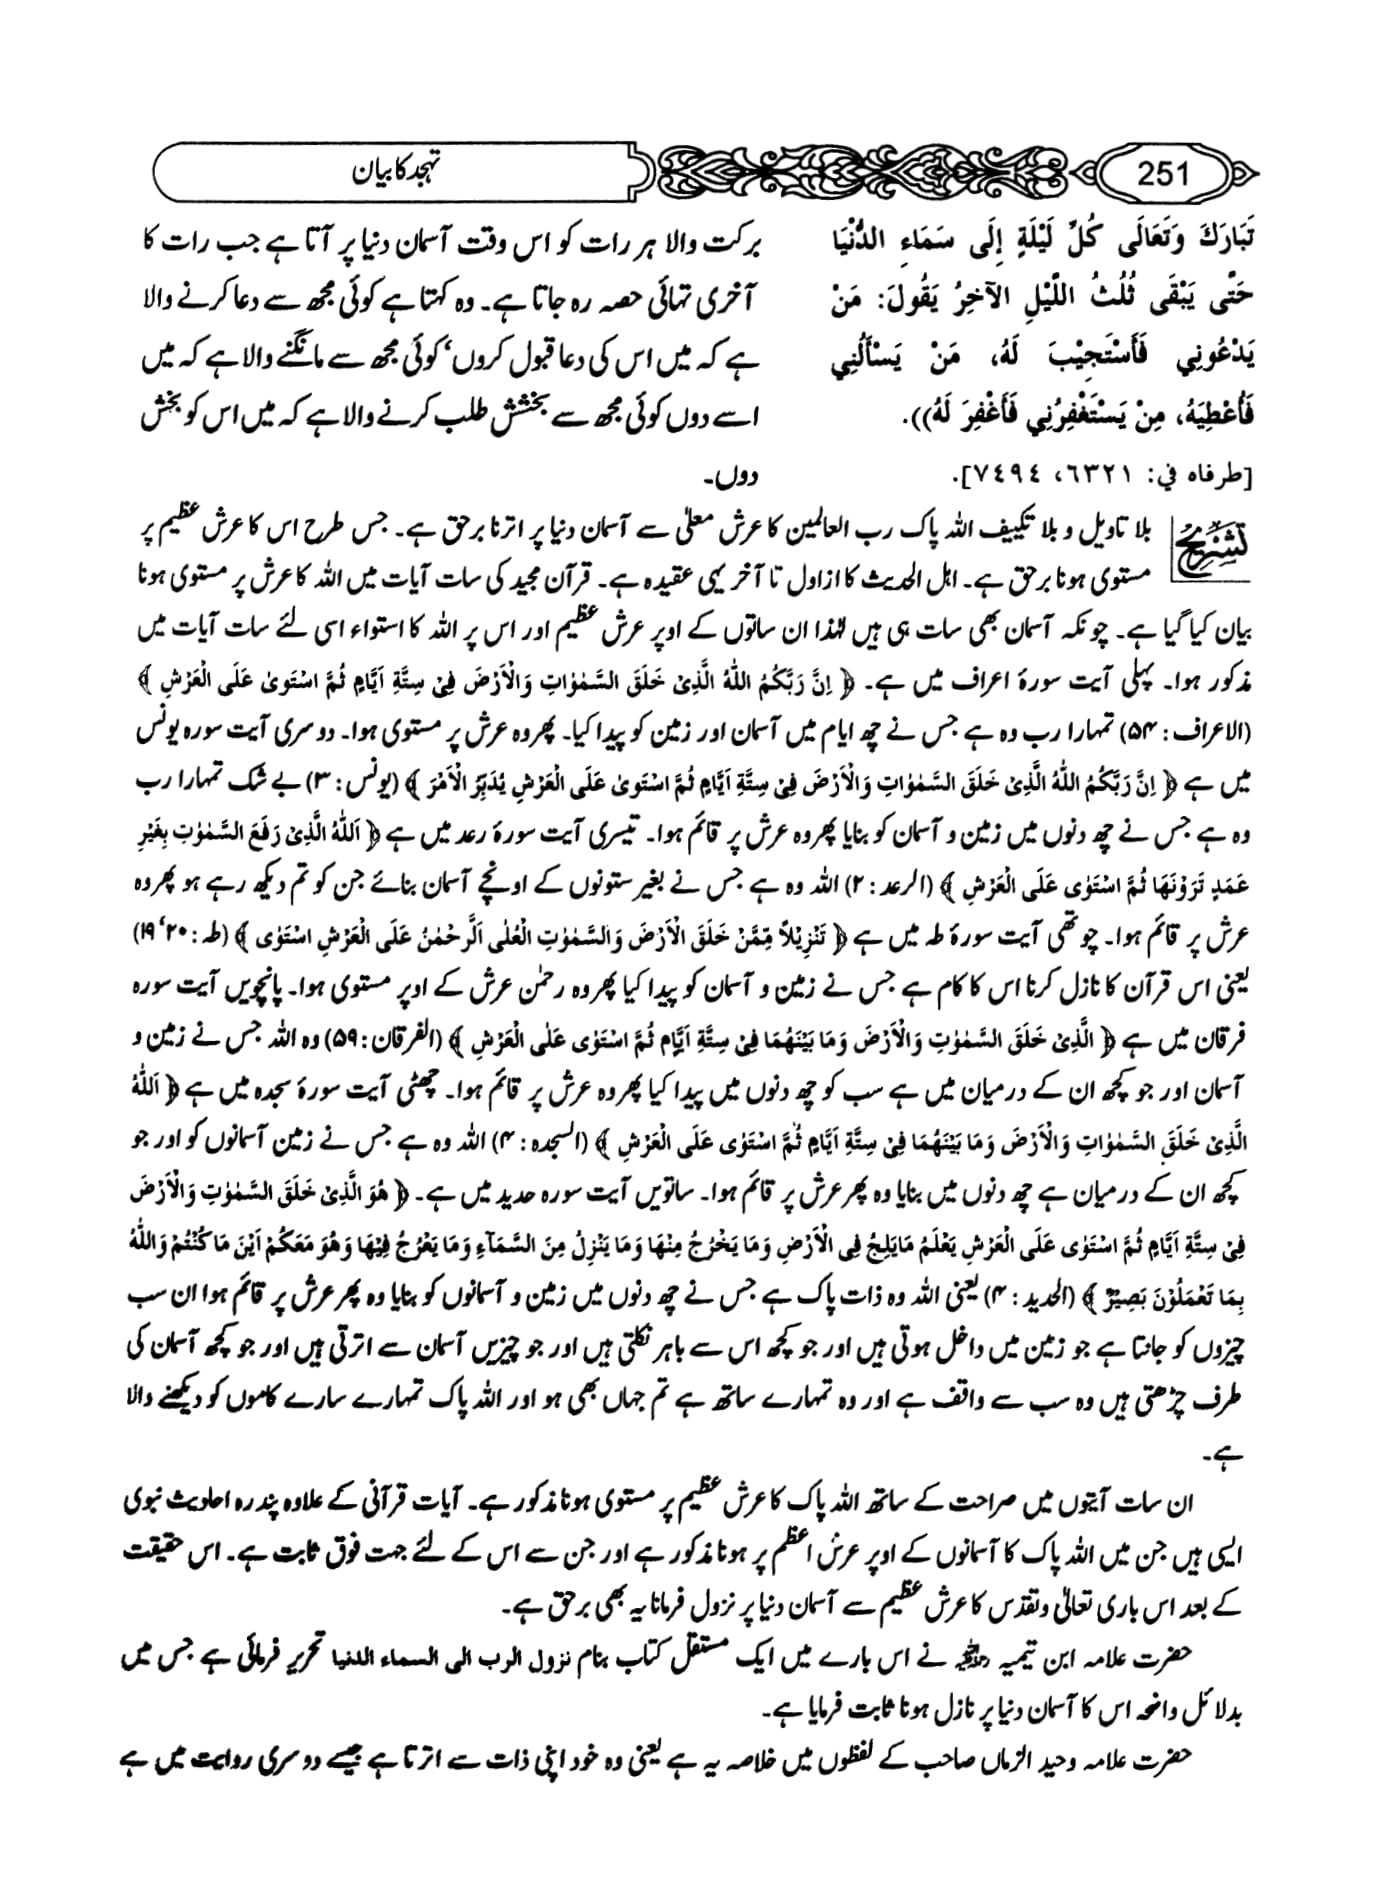 251
تہجد کا بیان
تَبَارَكَ وَتَعَالَى كُلَّ لَيْلَةٍ إِلَى سَمَاءِ الدُّنْيَا
حَتَّى يَبْقَى ثُلُثُ اللَّيْلِ الآخِرُ يَقُولَ: مَنْ
يَدْعُونِي فَأَسْتَجِيْبَ لَهُ، مَنْ يَسْأَلُنِي
فَأُعْطِيَهُ، مِنْ يَسْتَغْفِرُنِي فَأَغْفِرَ لَهُ)).
[طرفاه في: ٦٣٢١، ٧٤٩٤].
برکت والا ہر رات کو اس وقت آسمان دنیا پر آتا ہے جب رات کا
آخری تہائی حصہ رہ جاتا ہے۔ وہ کہتا ہے کوئی مجھ سے دعا کرنے والا
ہے کہ میں اس کی دعا قبول کروں‘ کوئی مجھ سے مانگنے والا ہے کہ میں
اسے دوں کوئی مجھ سے بخشش طلب کرنے والا ہے کہ میں اس کو بخش
دوں۔
تشریح
بلا تاویل و بلا تکییف اللہ پاک رب العالمین کا عرش معلیٰ سے آسمان دنیا پر اترنا برحق ہے۔ جس طرح اس کا عرش عظیم پر
مستوی ہونا برحق ہے۔ اہل الحدیث کا از اول تا آخر یہی عقیدہ ہے۔ قرآن مجید کی سات آیات میں اللہ کا عرش پر مستوی ہونا
بیان کیا گیا ہے۔ چونکہ آسمان بھی سات ہی ہیں لہٰذا ان ساتوں کے اوپر عرش عظیم اور اس پر اللہ کا استواء اسی لئے سات آیات میں
مذکور ہوا۔ پہلی آیت سورۂ اعراف میں ہے۔ ﴿ اِنَّ رَبَّكُمُ اللهُ الَّذِىْ خَلَقَ السَّمٰوٰاتِ وَالْاَرْضَ فِىْ سِتَّةِ اَيَّامٍ ثُمَّ اسْتَوىٰ عَلَى الْعَرْشِ ﴾
(الاعراف : ۵۴) تمہارا رب وہ ہے جس نے چھ ایام میں آسمان اور زمین کو پیدا کیا۔ پھر وہ عرش پر مستوی ہوا۔ دوسری آیت سورہ یونس
میں ہے ﴿ اِنَّ رَبَّكُمُ اللهُ الَّذِىْ خَلَقَ السَّمٰوَاتِ وَالْاَرْضَ فِىْ سِتَّةِ اَيَّامٍ ثُمَّ اسْتَوىٰ عَلَى الْعَرْشِ يُدَبِّرُ الْاَمْرَ ﴾ (یونس : ۳) بے شک تمہارا رب
وہ ہے جس نے چھ دنوں میں زمین و آسمان کو بنایا پھر وہ عرش پر قائم ہوا۔ تیسری آیت سورۂ رعد میں ہے ﴿ اَللهُ الَّذِىْ رَفَعَ السَّمٰوٰتِ بِغَيْرِ
عَمَدٍ تَرَوْنَهَا ثُمَّ اسْتَوٰى عَلَى الْعَرْشِ ﴾ (الرعد : ۲) اللہ وہ ہے جس نے بغیر ستونوں کے اونچے آسمان بنائے جن کو تم دیکھ رہے ہو پھر وہ
عرش پر قائم ہوا۔ چوتھی آیت سورۂ طہ میں ہے ﴿ تَنْزِيْلاً مِّمَّنْ خَلَقَ الْاَرْضَ وَالسَّمٰوٰتِ الْعُلٰى اَلرَّحْمٰنُ عَلَى الْعَرْشِ اسْتَوٰى ﴾ (طہ : ۲۰‘ ۱۹)
یعنی اس قرآن کا نازل کرنا اس کا کام ہے جس نے زمین و آسمان کو پیدا کیا پھر وہ رحمٰن عرش کے اوپر مستوی ہوا۔ پانچویں آیت سورہ
فرقان میں ہے ﴿ الَّذِىْ خَلَقَ السَّمٰوٰتِ وَالْاَرْضَ وَمَا بَيْنَهُمَا فِىْ سِتَّةِ اَيَّامٍ ثُمَّ اسْتَوٰى عَلَى الْعَرْشِ ﴾ (الفرقان : ۵۹) وہ اللہ جس نے زمین و
آسمان اور جو کچھ ان کے درمیان میں ہے سب کو چھ دنوں میں پیدا کیا پھر وہ عرش پر قائم ہوا۔ چھٹی آیت سورۂ سجدہ میں ہے ﴿ اَللهُ
الَّذِىْ خَلَقَ السَّمٰوٰاتِ وَالْاَرْضَ وَمَا بَيْنَهُمَا فِىْ سِتَّةِ اَيَّامٍ ثُمَّ اسْتَوٰى عَلَى الْعَرْشِ ﴾ (السجدہ : ۴) اللہ وہ ہے جس نے زمین آسمانوں کو اور جو
کچھ ان کے درمیان ہے چھ دنوں میں بنایا وہ پھر عرش پر قائم ہوا۔ ساتویں آیت سورہ حدید میں ہے۔ ﴿ هُوَ الَّذِىْ خَلَقَ السَّمٰوٰتِ وَالْاَرْضَ
فِىْ سِتَّةِ اَيَّامٍ ثُمَّ اسْتَوٰى عَلَى الْعَرْشِ يَعْلَمُ مَايَلِجُ فِى الْاَرْضِ وَمَا يَخْرُجُ مِنْهَا وَمَا يَنْزِلُ مِنَ السَّمَآءِ وَمَا يَعْرُجُ فِيْهَا وَهُوَ مَعَكُمْ اَيْنَ مَا كُنْتُمْ وَاللهُ
بِمَا تَعْمَلُوْنَ بَصِيْرٌ ﴾ (الحدید : ۴) یعنی اللہ وہ ذات پاک ہے جس نے چھ دنوں میں زمین و آسمانوں کو بنایا وہ پھر عرش پر قائم ہوا ان سب
چیزوں کو جانتا ہے جو زمین میں داخل ہوتی ہیں اور جو کچھ اس سے باہر نکلتی ہیں اور جو چیزیں آسمان سے اترتی ہیں اور جو کچھ آسمان کی
طرف چڑھتی ہیں وہ سب سے واقف ہے اور وہ تمہارے ساتھ ہے تم جہاں بھی ہو اور اللہ پاک تمہارے سارے کاموں کو دیکھنے والا
ہے۔
ان سات آیتوں میں صراحت کے ساتھ اللہ پاک کا عرش عظیم پر مستوی ہونا مذکور ہے۔ آیات قرآنی کے علاوہ پندرہ احادیث نبوی
ایسی ہیں جن میں اللہ پاک کا آسمانوں کے اوپر عرش اعظم پر ہونا مذکور ہے اور جن سے اس کے لئے جہت فوق ثابت ہے۔ اس حقیقت
کے بعد اس باری تعالیٰ وتقدس کا عرش عظیم سے آسمان دنیا پر نزول فرمانا یہ بھی برحق ہے۔
حضرت علامہ ابن تیمیہ رحمہ اللہ نے اس بارے میں ایک مستقل کتاب بنام نزول الرب الی السماء الدنیا تحریر فرمائی ہے جس میں
بدلائل واضحہ اس کا آسمان دنیا پر نازل ہونا ثابت فرمایا ہے۔
حضرت علامہ وحید الزماں صاحب کے لفظوں میں خلاصہ یہ ہے یعنی وہ خود اپنی ذات سے اترتا ہے جیسے دوسری روایت میں ہے